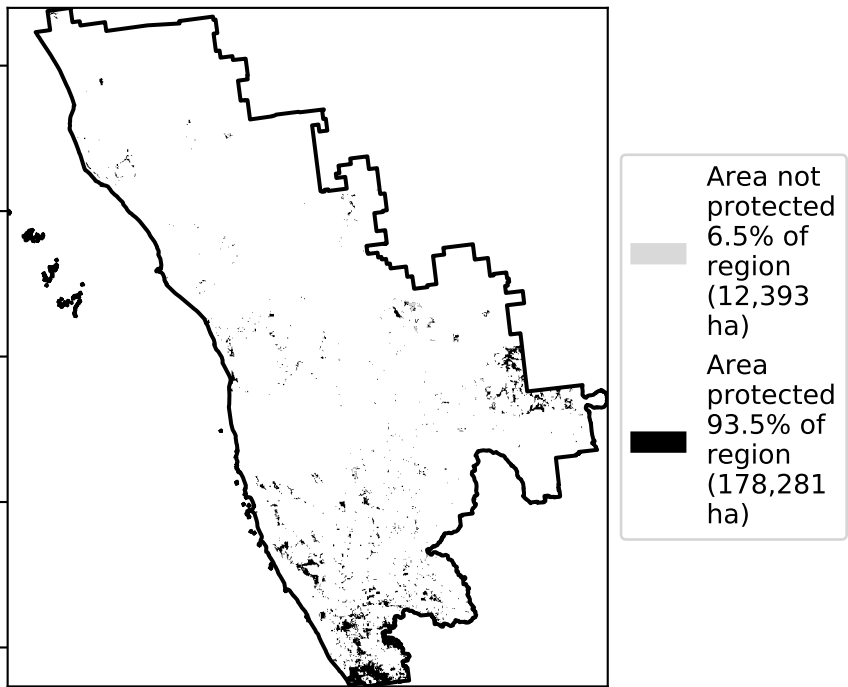 Area not
protected
6.5% of
region
(12,393
ha)
Area
protected
93.5% of
region
(178,281
ha)